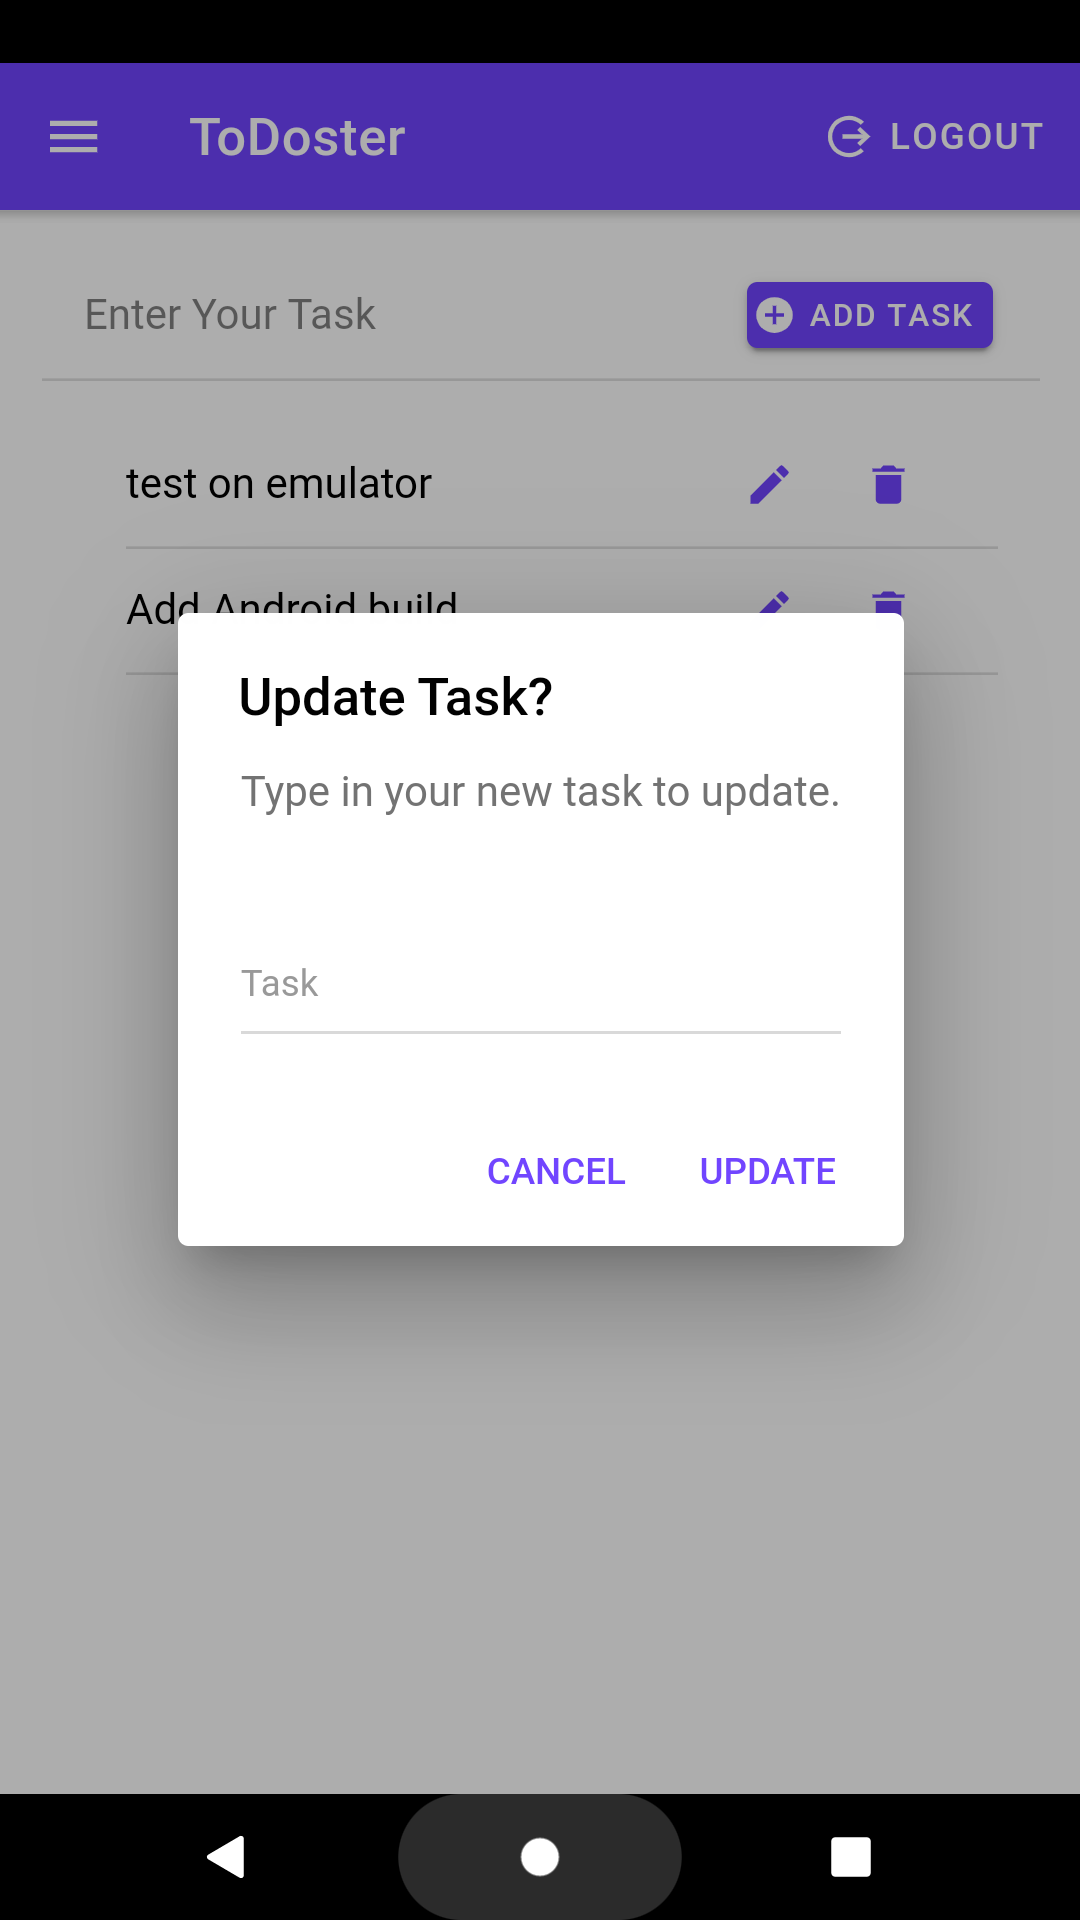 ToDoster
LOGOUT
Enter Your Task
ADD TASK
test on emulator
Add Android build
Update Task?
Type in your new task to update.
Task
CANCEL
UPDATE